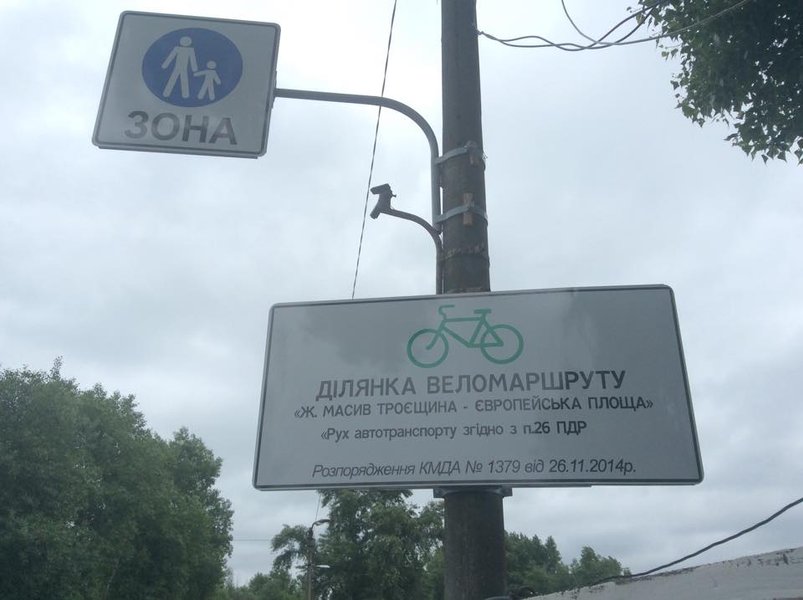 ЗОНА
ДІЛЯНКА ВЕЛОМАРШРУТУ
«Ж. МАСИВ ТРОЄЩИНА - ЄВРОПЕЙСЬКА ПЛОЩА»
«Рух автотранспорту згідно з п.26 ПДР
Розпорядження КМДА № 1379 від 26.11.2014р.